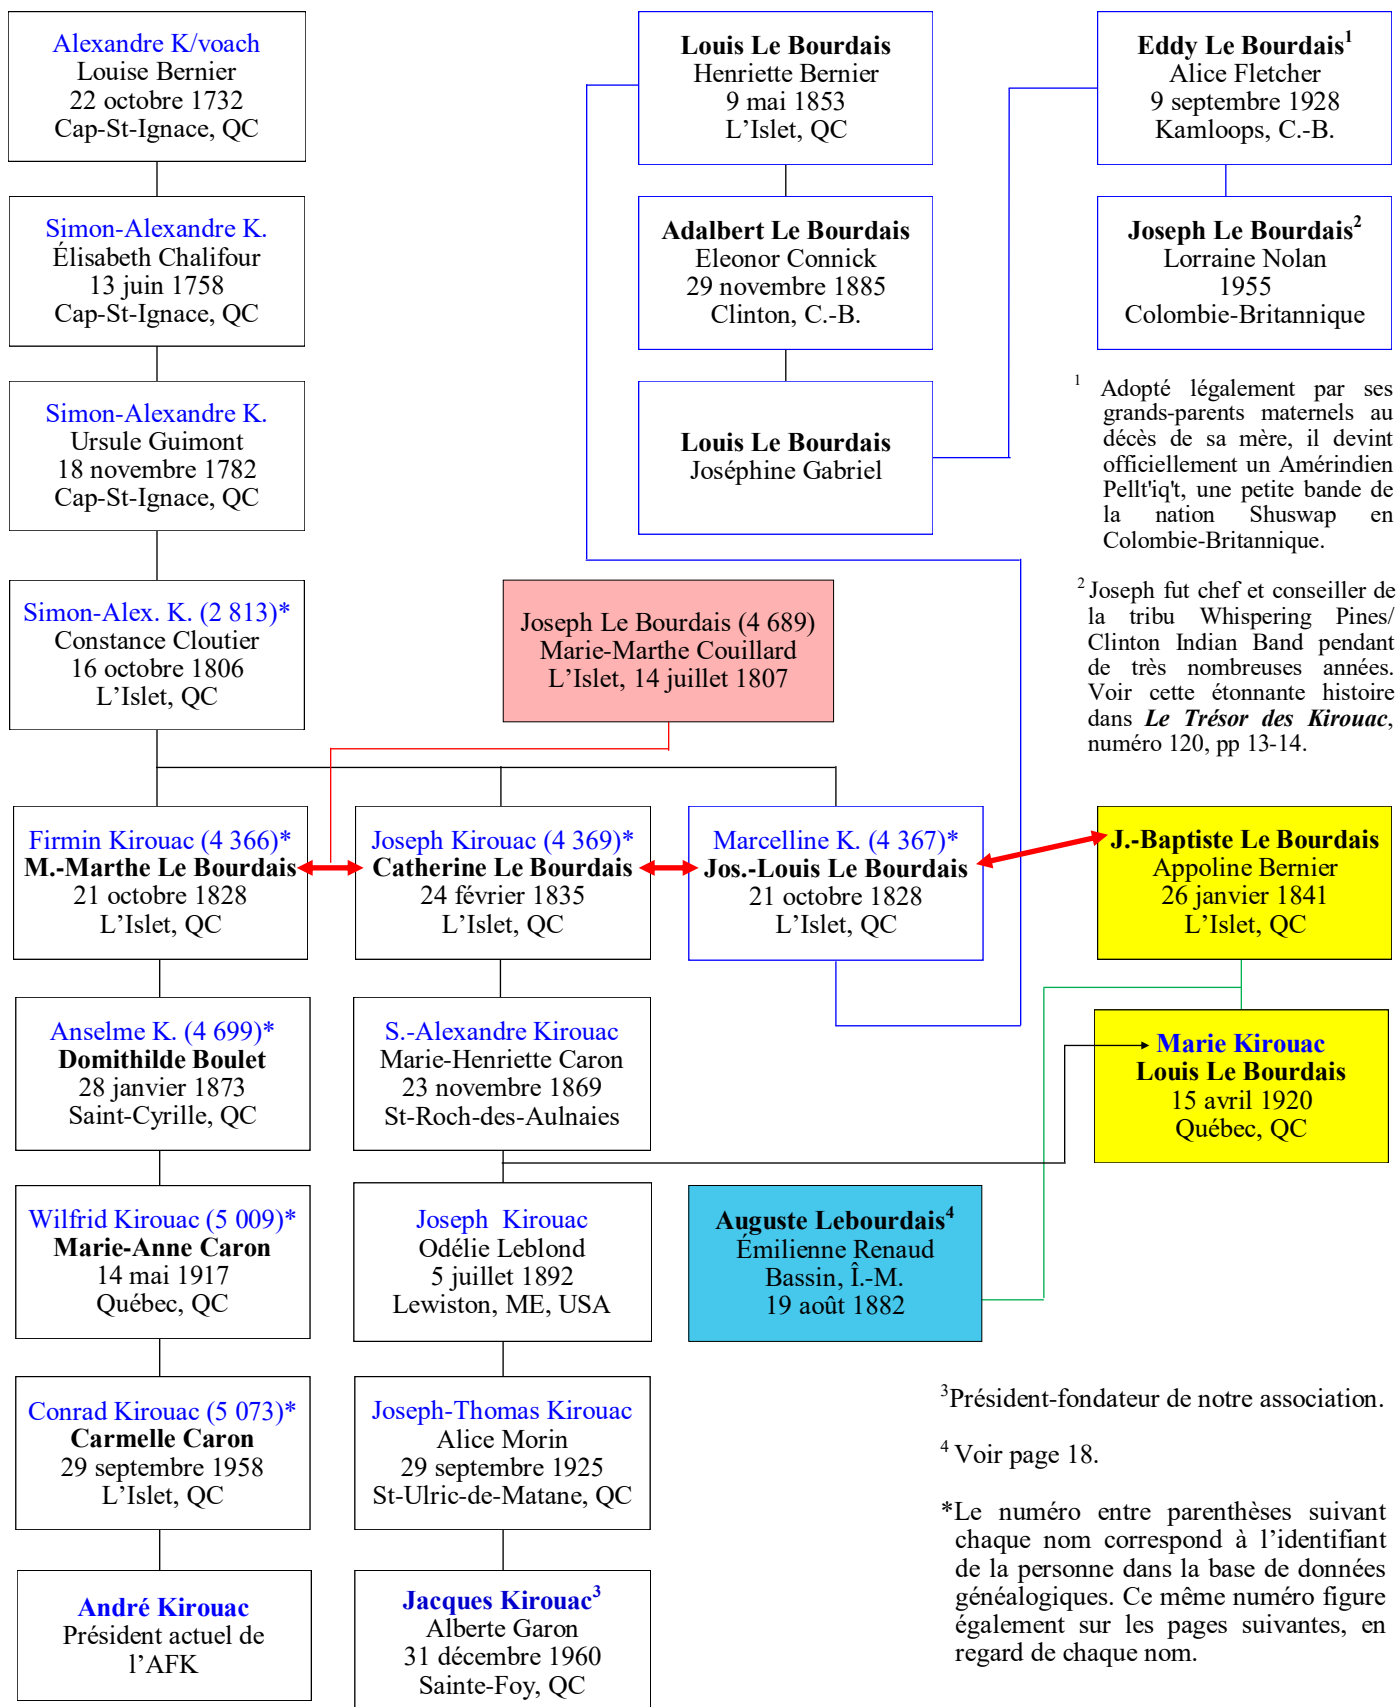 Alexandre K/voach
Louise Bernier
22 octobre 1732
Cap-St-Ignace, QC
Louis Le Bourdais
Henriette Bernier
9 mai 1853
L’Islet, QC
Eddy Le Bourdais¹
Alice Fletcher
9 septembre 1928
Kamloops, C.-B.
Simon-Alexandre K.
Élisabeth Chalifour
13 juin 1758
Cap-St-Ignace, QC
Adalbert Le Bourdais
Eleonor Connick
29 novembre 1885
Clinton, C.-B.
Joseph Le Bourdais²
Lorraine Nolan
1955
Colombie-Britannique
Simon-Alexandre K.
Ursule Guimont
18 novembre 1782
Cap-St-Ignace, QC
Louis Le Bourdais
Joséphine Gabriel
¹ Adopté légalement par ses
grands-parents maternels au
décès de sa mère, il devint
officiellement un Amérindien
Pellt'iq't, une petite bande de
la nation Shuswap en
Colombie-Britannique.
Simon-Alex. K. (2 813)*
Constance Cloutier
16 octobre 1806
L’Islet, QC
Joseph Le Bourdais (4 689)
Marie-Marthe Couillard
L’Islet, 14 juillet 1807
² Joseph fut chef et conseiller de
la tribu Whispering Pines/
Clinton Indian Band pendant
de très nombreuses années.
Voir cette étonnante histoire
dans Le Trésor des Kirouac,
numéro 120, pp 13-14.
Firmin Kirouac (4 366)*
M.-Marthe Le Bourdais
21 octobre 1828
L’Islet, QC
Joseph Kirouac (4 369)*
Catherine Le Bourdais
24 février 1835
L’Islet, QC
Marcelline K. (4 367)*
Jos.-Louis Le Bourdais
21 octobre 1828
L’Islet, QC
J.-Baptiste Le Bourdais
Appoline Bernier
26 janvier 1841
L’Islet, QC
Anselme K. (4 699)*
Domithilde Boulet
28 janvier 1873
Saint-Cyrille, QC
S.-Alexandre Kirouac
Marie-Henriette Caron
23 novembre 1869
St-Roch-des-Aulnaies
Marie Kirouac
Louis Le Bourdais
15 avril 1920
Québec, QC
Wilfrid Kirouac (5 009)*
Marie-Anne Caron
14 mai 1917
Québec, QC
Joseph Kirouac
Odélie Leblond
5 juillet 1892
Lewiston, ME, USA
Auguste Lebourdais⁴
Émilienne Renaud
Bassin, Î.-M.
19 août 1882
Conrad Kirouac (5 073)*
Carmelle Caron
29 septembre 1958
L’Islet, QC
Joseph-Thomas Kirouac
Alice Morin
29 septembre 1925
St-Ulric-de-Matane, QC
³Président-fondateur de notre association.
⁴ Voir page 18.
*Le numéro entre parenthèses suivant
chaque nom correspond à l’identifiant
de la personne dans la base de données
généalogiques. Ce même numéro figure
également sur les pages suivantes, en
regard de chaque nom.
André Kirouac
Président actuel de
l’AFK
Jacques Kirouac³
Alberte Garon
31 décembre 1960
Sainte-Foy, QC